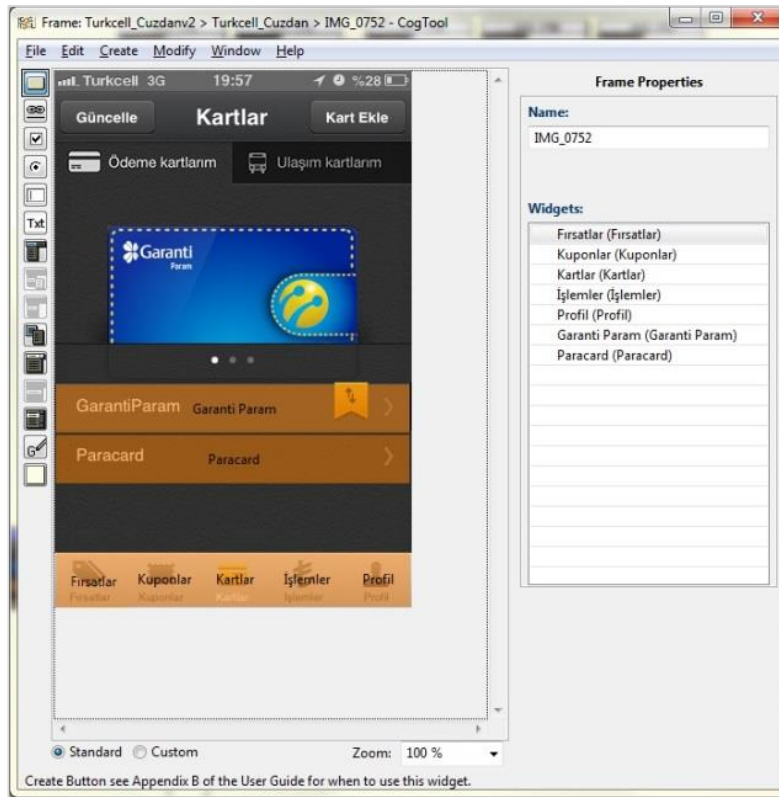 Frame: Turkcell_Cuzdanv2 > Turkcell_Cuzdan > IMG_0752 - CogTool
File Edit Create Modify Window Help
Turkcell 3G 19:57 %28
Güncelle Kartlar Kart Ekle
Ödeme kartlarım Ulaşım kartlarım
Garanti
Param
GarantiParam Garanti Param
Paracard Paracard
Fırsatlar Kuponlar Kartlar İşlemler Profil
Fırsatlar Kuponlar Kartlar İşlemler Profil
Txt
G
Frame Properties
Name:
IMG_0752
Widgets:
Fırsatlar (Fırsatlar)
Kuponlar (Kuponlar)
Kartlar (Kartlar)
İşlemler (İşlemler)
Profil (Profil)
Garanti Param (Garanti Param)
Paracard (Paracard)
Standard Custom Zoom: 100 %
Create Button see Appendix B of the User Guide for when to use this widget.